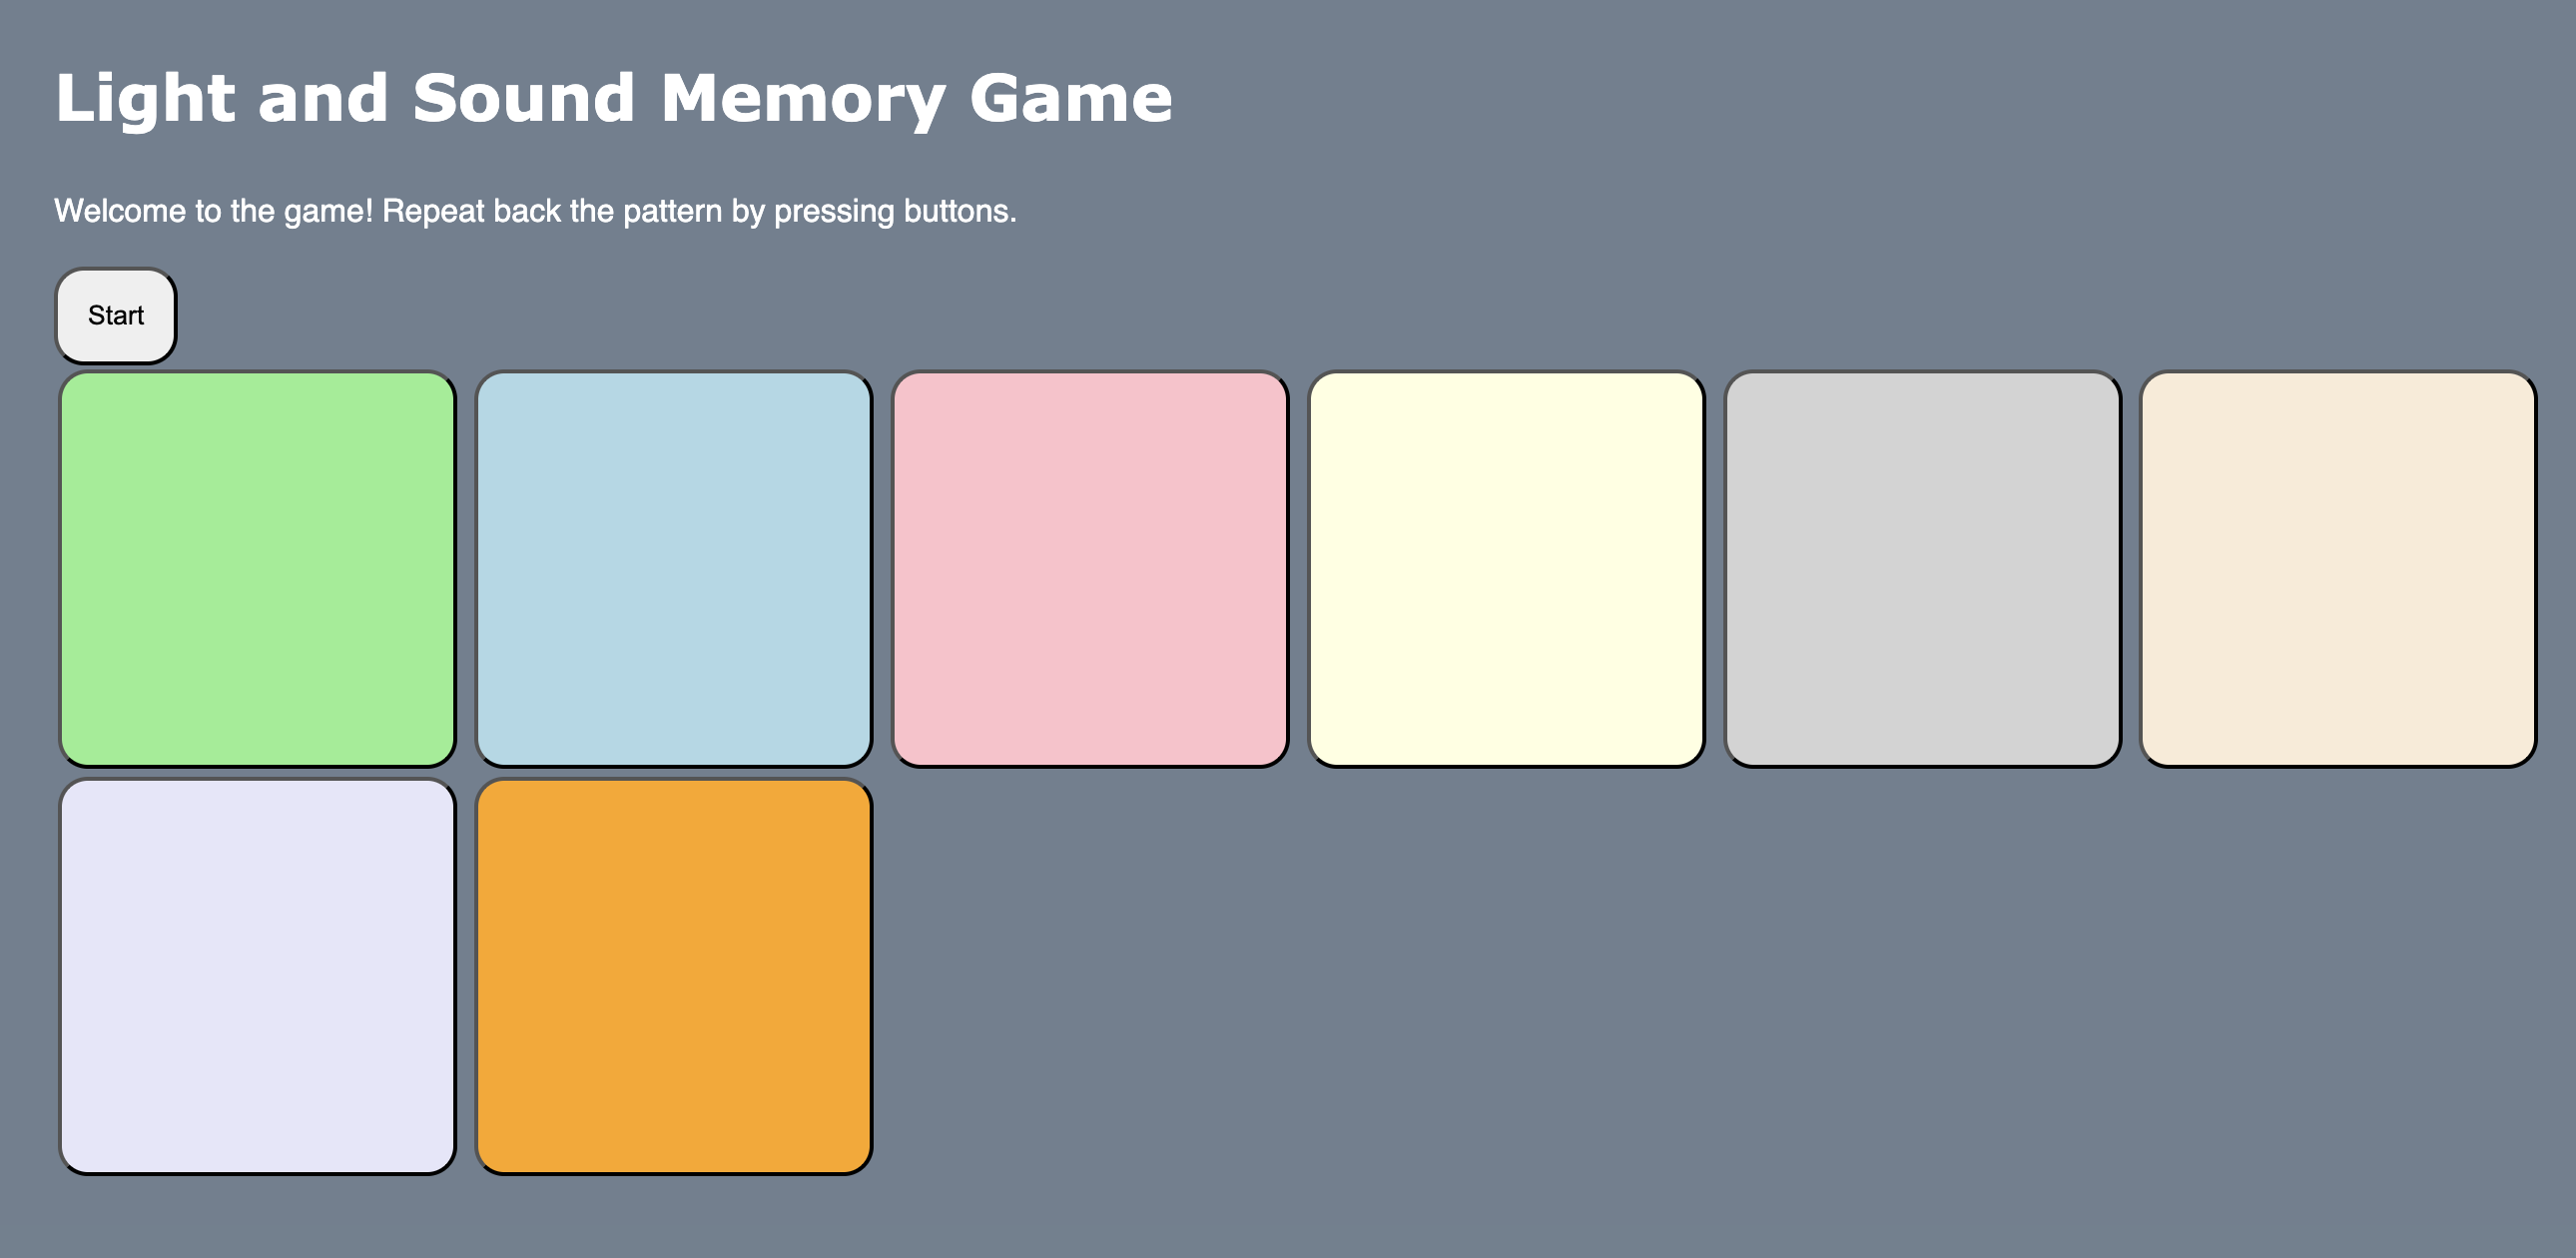 Light and Sound Memory Game
Welcome to the game! Repeat back the pattern by pressing buttons.
Start